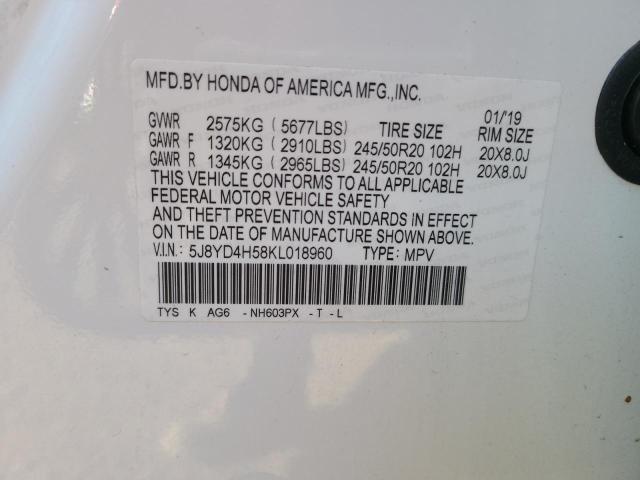 MFD.BY HONDA OF AMERICA MFG.,INC.
01/'19
GVWR 2575KG (5677LBS) TIRE SIZE RIM SIZE
GAWR F 1320KG (2910LBS) 245/50R20 102H 20X8.0J
GAWR R 1345KG (2965LBS) 245/50R20 102H 20X8.0J
THIS VEHICLE CONFORMS TO ALL APPLICABLE
FEDERAL MOTOR VEHICLE SAFETY
AND THEFT PREVENTION STANDARDS IN EFFECT
ON THE DATE OF MANUFACTURE SHOWN ABOVE.
V.I.N.: 5J8YD4H58KL018960 TYPE: MPV
TYS K AG6 -NH603PX -T -L